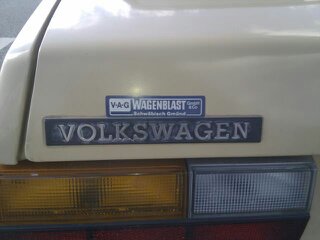 V·A·G WAGENBLAST GmbH & Co
Schwäbisch Gmünd
VOLKSWAGEN